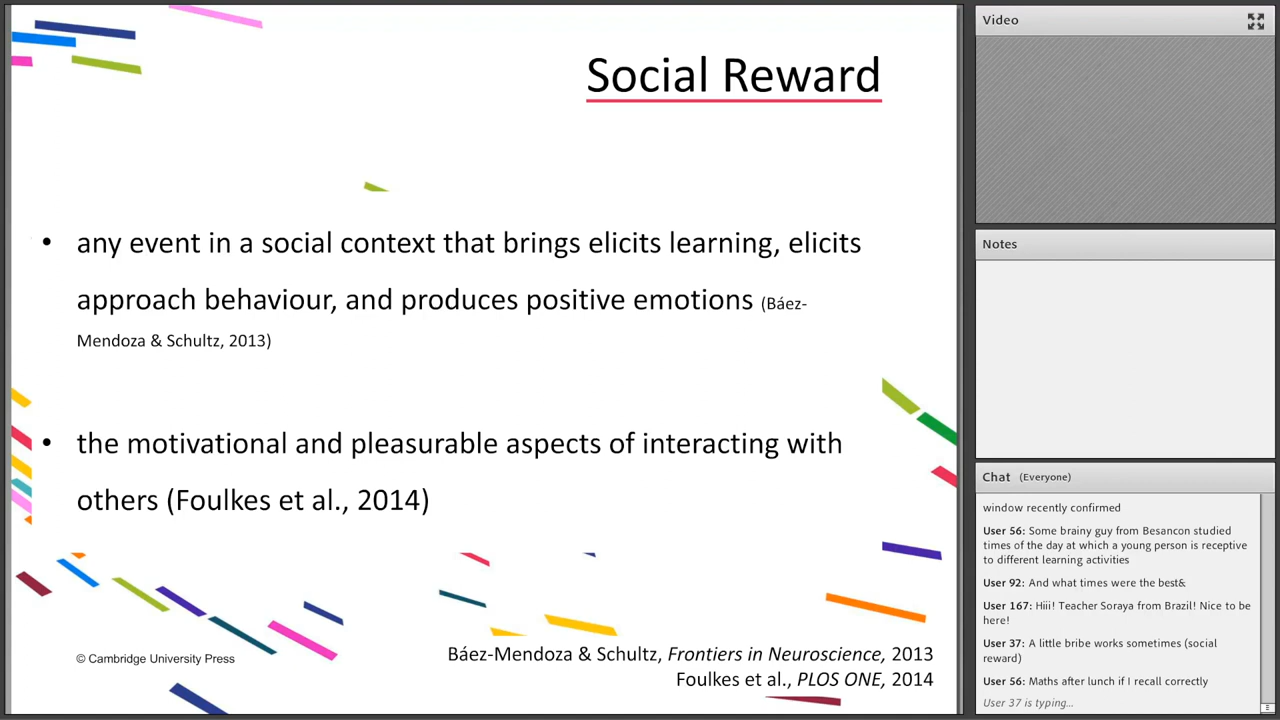 Social Reward
• any event in a social context that brings elicits learning, elicits
approach behaviour, and produces positive emotions (Báez-
Mendoza & Schultz, 2013)
• the motivational and pleasurable aspects of interacting with
others (Foulkes et al., 2014)
© Cambridge University Press
Báez-Mendoza & Schultz, Frontiers in Neuroscience, 2013
Foulkes et al., PLOS ONE, 2014
Video
Notes
Chat (Everyone)
window recently confirmed
User 56: Some brainy guy from Besancon studied
times of the day at which a young person is receptive
to different learning activities
User 92: And what times were the best&
User 167: Hiii! Teacher Soraya from Brazil! Nice to be
here!
User 37: A little bribe works sometimes (social
reward)
User 56: Maths after lunch if I recall correctly
User 37 is typing...